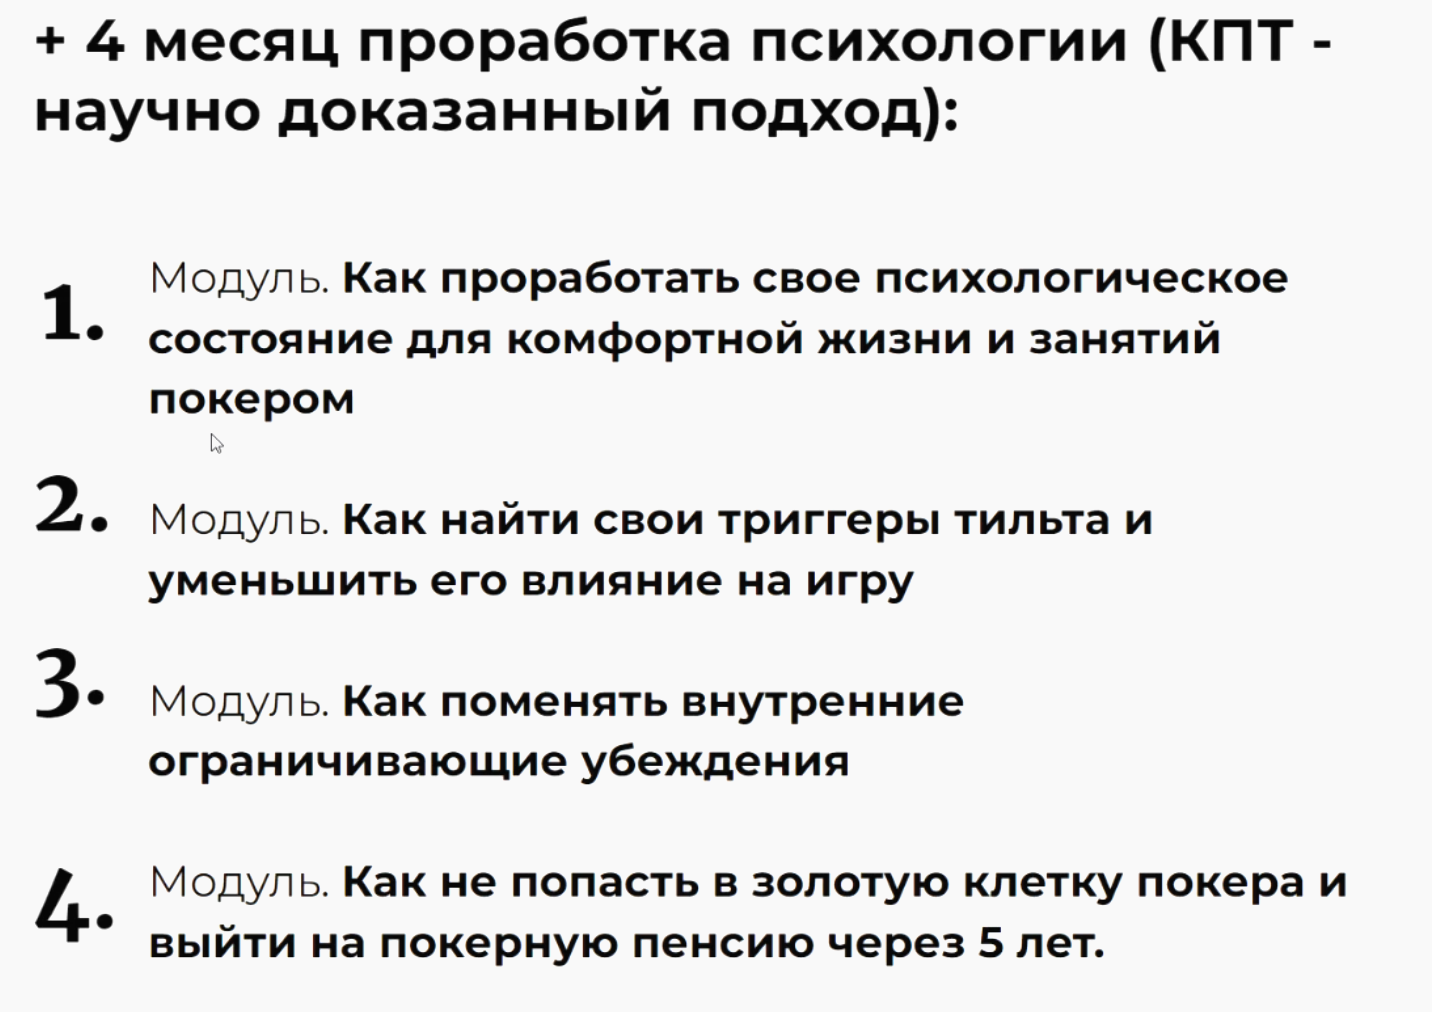 + 4 месяц проработка психологии (КПТ -
научно доказанный подход):
1. Модуль. Как проработать свое психологическое
состояние для комфортной жизни и занятий
покером
2. Модуль. Как найти свои триггеры тильта и
уменьшить его влияние на игру
3. Модуль. Как поменять внутренние
ограничивающие убеждения
4. Модуль. Как не попасть в золотую клетку покера и
выйти на покерную пенсию через 5 лет.